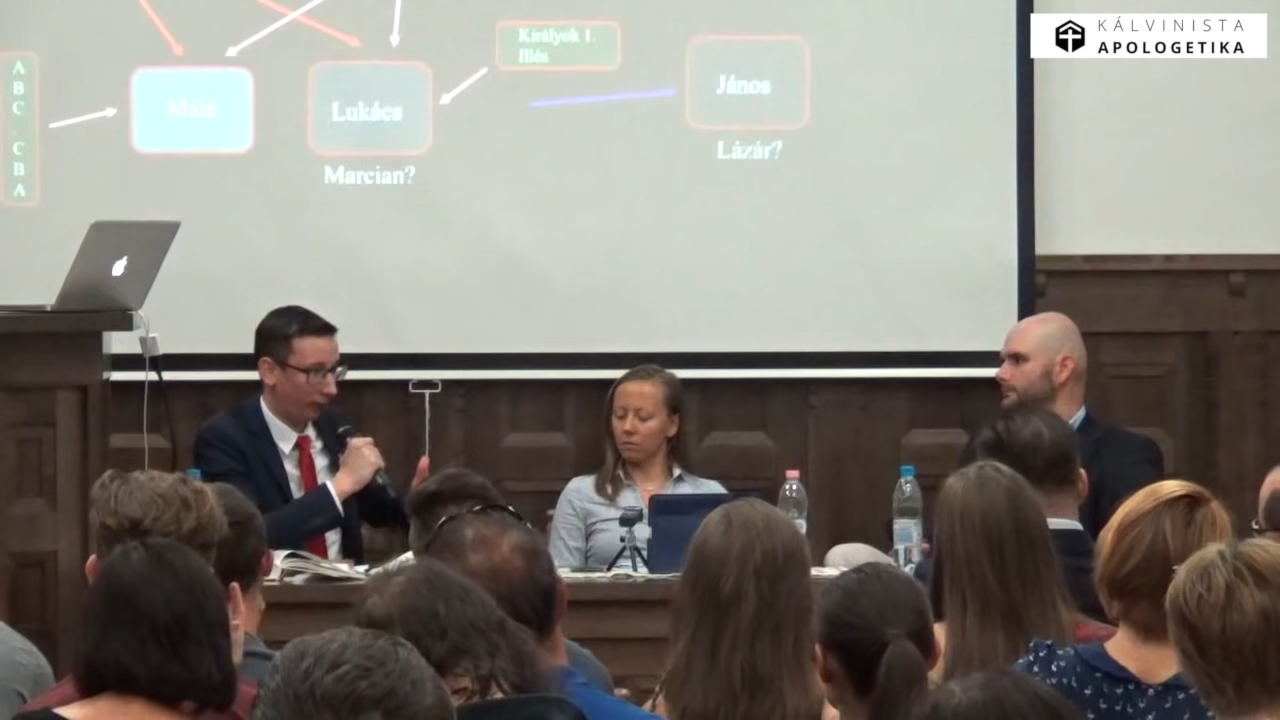 KÁLVINISTA
APOLOGETIKA
Királyok 1.
Illés
A
B
C
.
C
B
A
Máté
Lukács
János
Marcian?
Lázár?